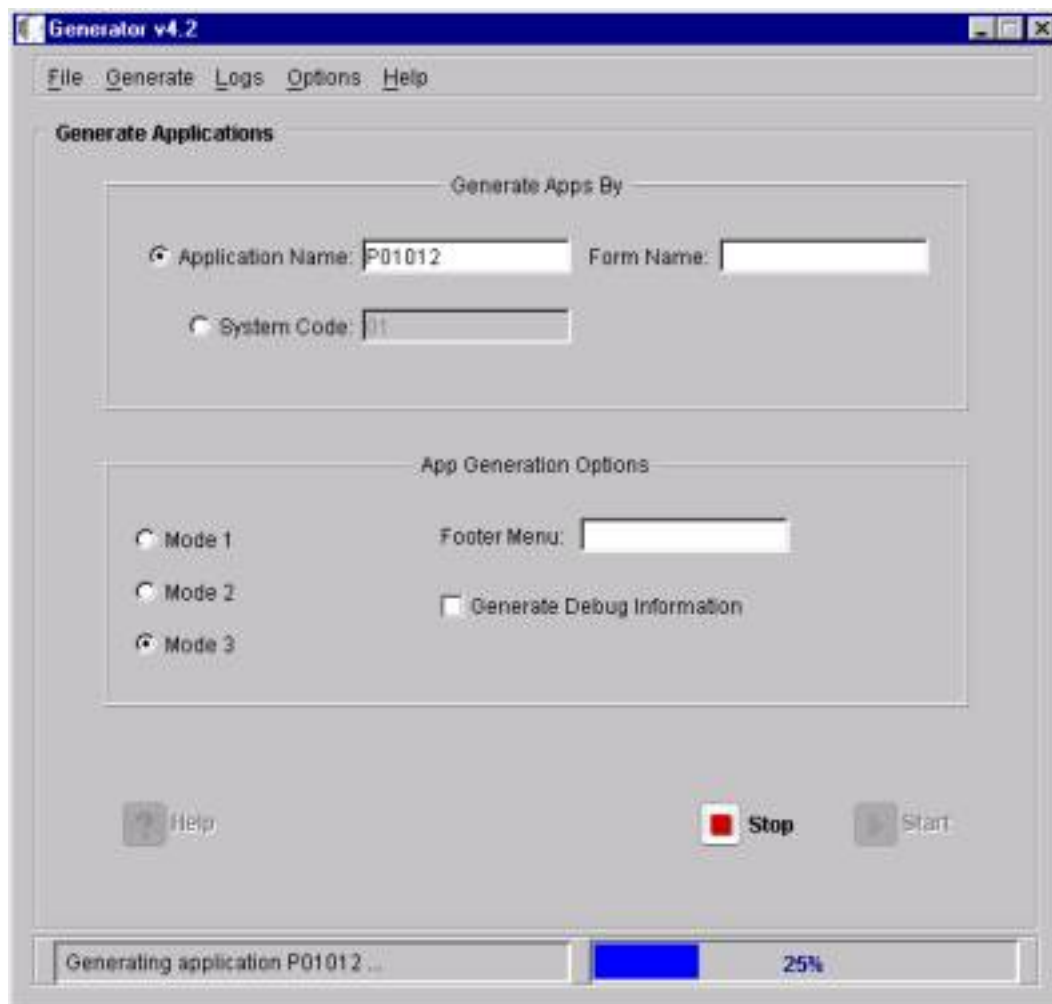 Generator v4.2
File Generate Logs Options Help
Generate Applications
Generate Apps By
Application Name: P01012 Form Name:
System Code: 01
App Generation Options
Mode 1 Footer Menu:
Mode 2 Generate Debug Information
Mode 3
? Help Stop Start
Generating application P01012 ... 25%